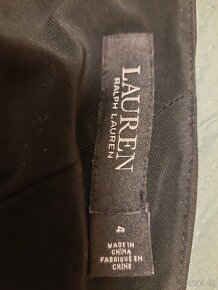 LAUREN
RALPH LAUREN
4
MADE IN
CHINA
FABRIQUÉ EN
CHINE